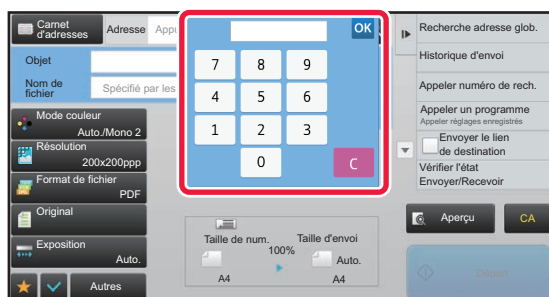 Carnet
d'adresses
Adresse
OK
Recherche adresse glob.
Objet
Historique d'envoi
Nom de
fichier
Spécifié par les
7
8
9
Appeler numéro de rech.
4
5
6
Appeler un programme
Appeler réglages enregistrés
Mode couleur
Auto./Mono 2
1
2
3
Envoyer le lien
de destination
Résolution
200x200ppp
0
C
Vérifier l'état
Envoyer/Recevoir
Format de fichier
PDF
Original
Aperçu
CA
Taille de num.
100%
Taille d'envoi
Auto.
A4
A4
Exposition
Auto.
Autres
Départ